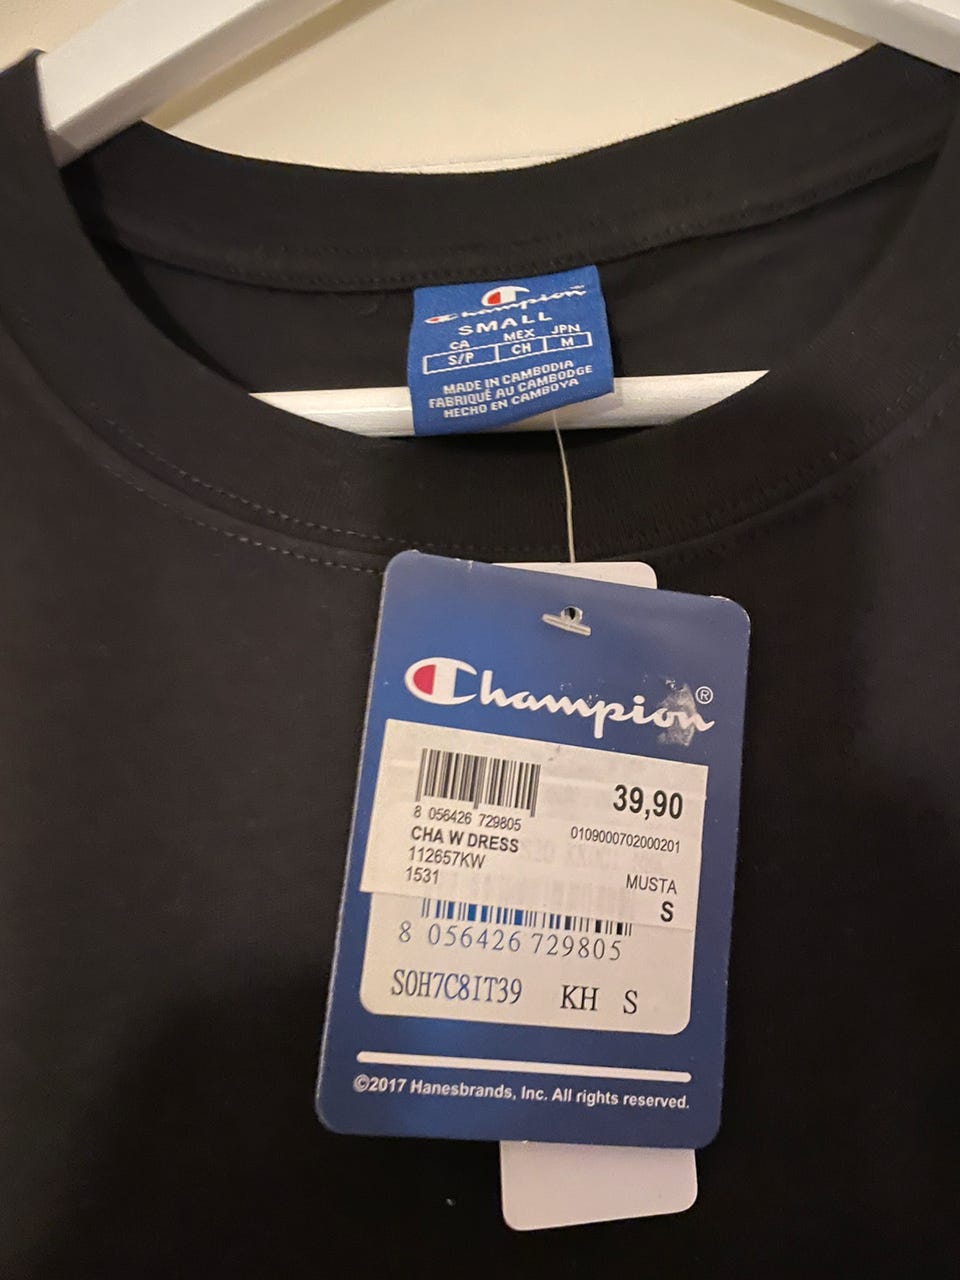 Champion
SMALL
CA MEX JPN
S/P CH M
MADE IN CAMBODIA
FABRIQUÉ AU CAMBODGE
HECHO EN CAMBOYA
Champion®
39,90
8 056426 729805
0109000702000201
CHA W DRESS
112657KW
1531
MUSTA
S
8 056426 729805
S0H7C8IT39 KH S
©2017 Hanesbrands, Inc. All rights reserved.